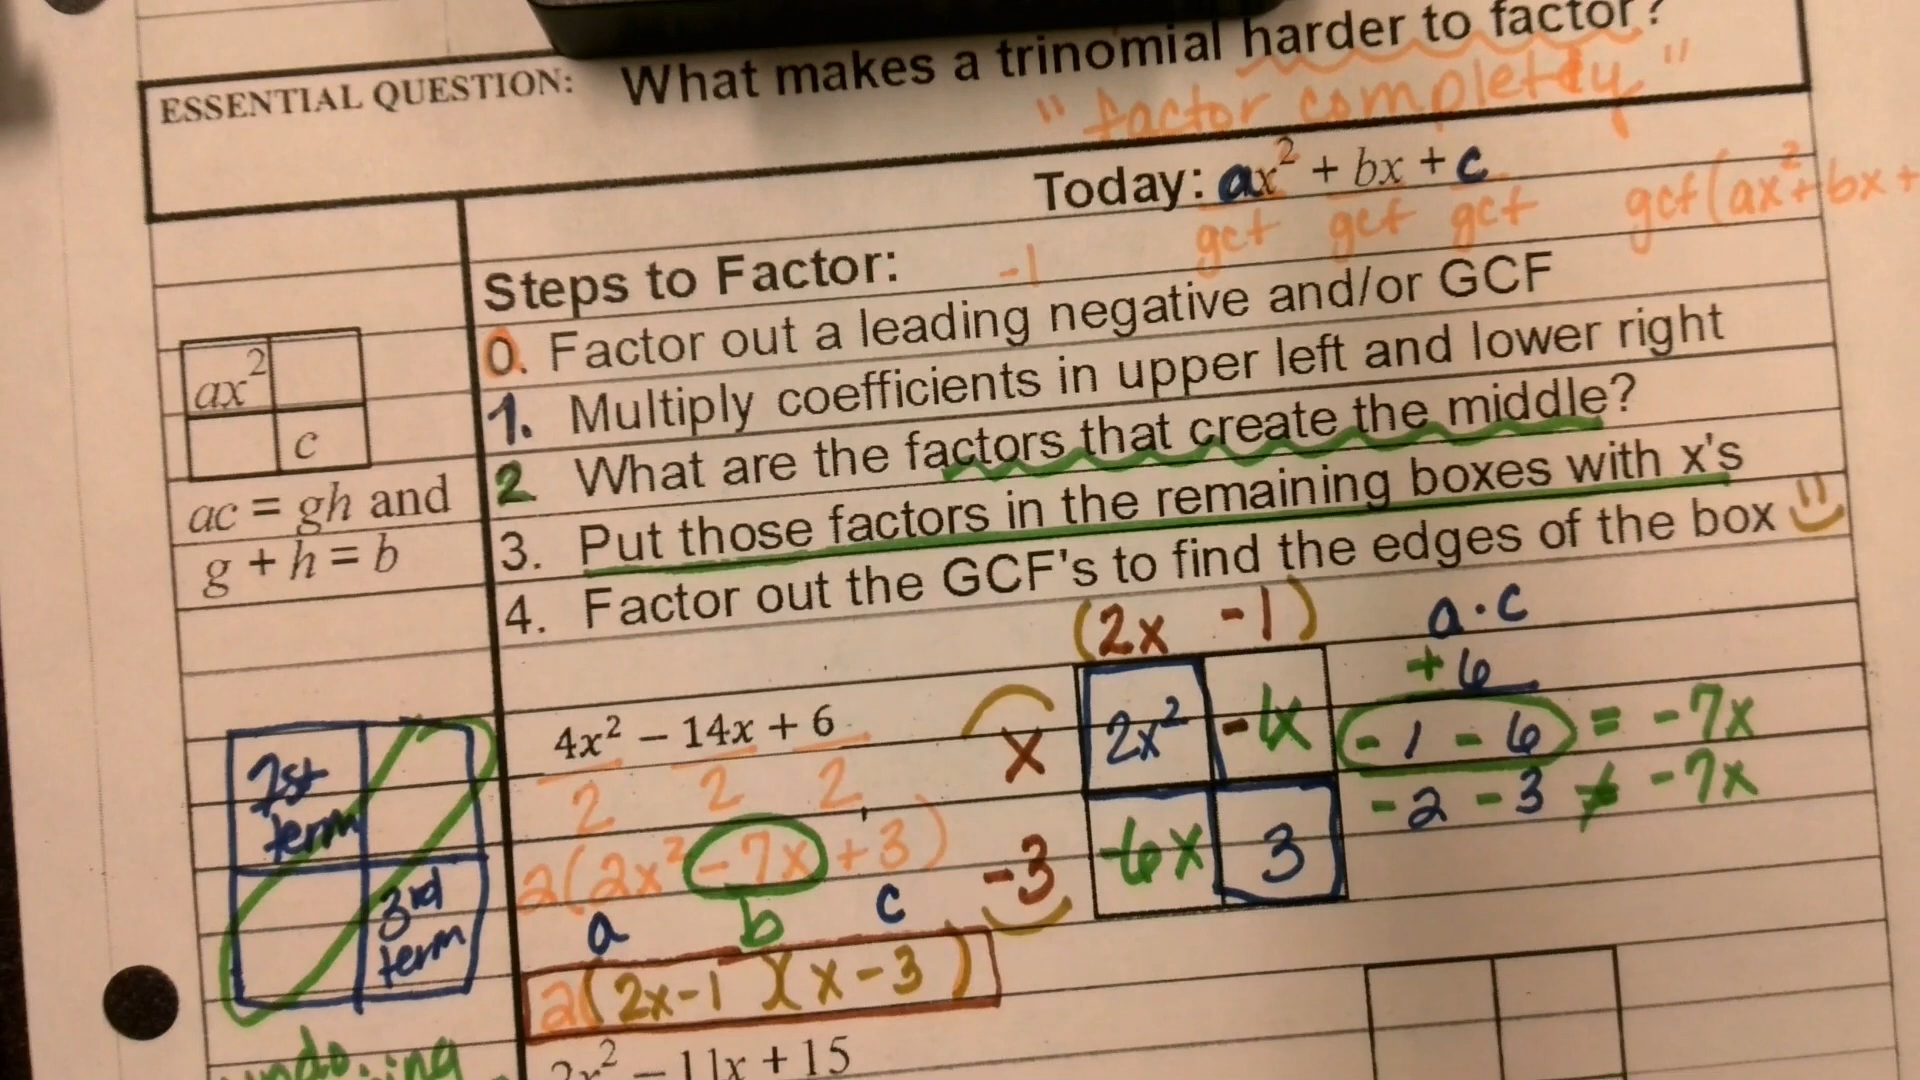 ESSENTIAL QUESTION: What makes a trinomial harder to factor?
"factor completely"
Today: ax² + bx + c
gcf gcf gcf gcf(ax² + bx +
Steps to Factor: -1
0. Factor out a leading negative and/or GCF
1. Multiply coefficients in upper left and lower right
2 What are the factors that create the middle?
3. Put those factors in the remaining boxes with x's
4. Factor out the GCF's to find the edges of the box
ax²
c
ac = gh and
g + h = b
(2x -1)
a·c
+6
4x² − 14x + 6
2 2 2
x 2x² -1x
-1 -6 = -7x
-2 -3 ≠ -7x
2(2x² -7x +3)
-3 -6x 3
a b c
2(2x-1)(x-3)
1st
term
3rd
term
− 11x + 15